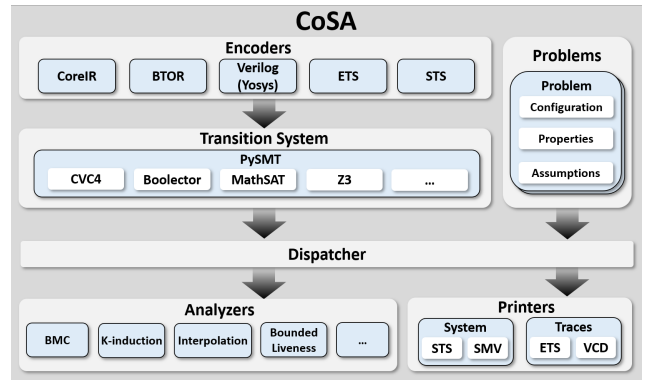 CoSA
Encoders
CoreIR
BTOR
Verilog
(Yosys)
ETS
STS
Problems
Problem
Configuration
Properties
Assumptions
Transition System
PySMT
CVC4
Boolector
MathSAT
Z3
...
Dispatcher
Analyzers
BMC
K-induction
Interpolation
Bounded
Liveness
...
Printers
System
STS
SMV
Traces
ETS
VCD